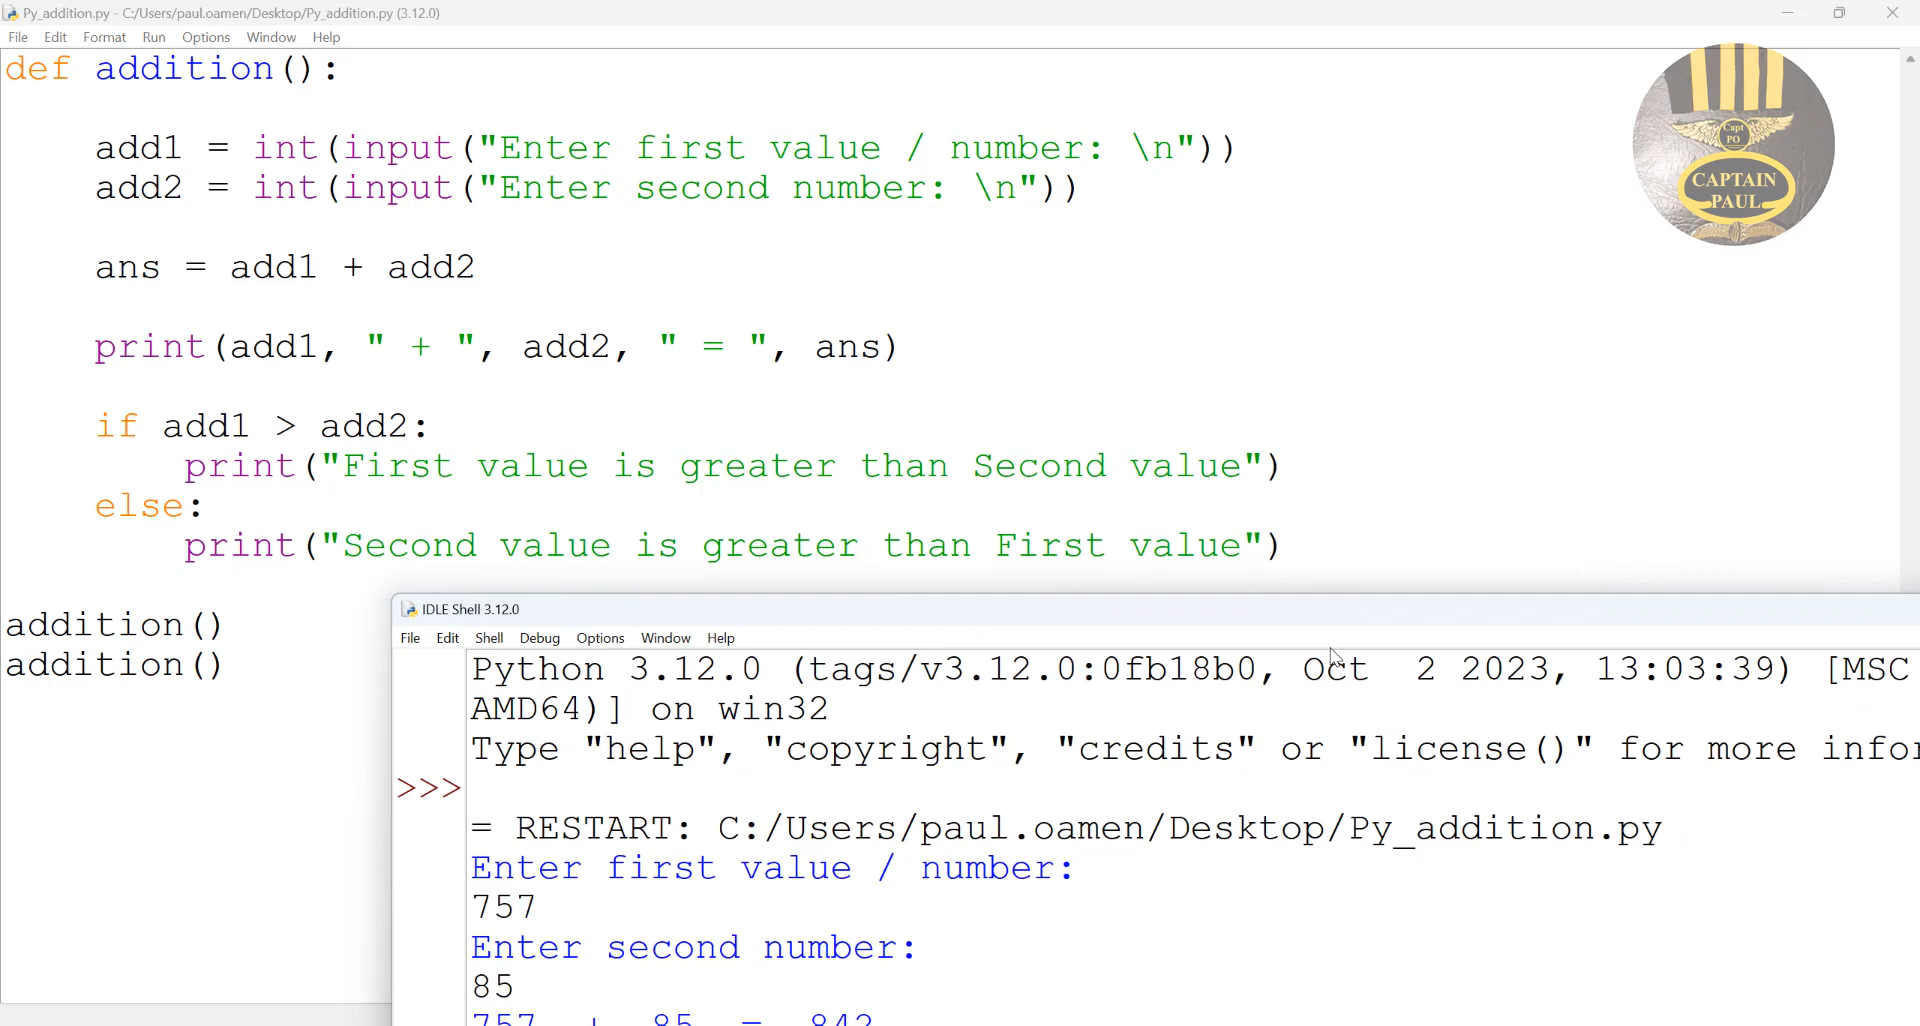 Py_addition.py - C:/Users/paul.oamen/Desktop/Py_addition.py (3.12.0)
File Edit Format Run Options Window Help
def addition():
add1 = int(input("Enter first value / number: \n"))
add2 = int(input("Enter second number: \n"))
ans = add1 + add2
print(add1, " + ", add2, " = ", ans)
if add1 > add2:
print("First value is greater than Second value")
else:
print("Second value is greater than First value")
addition()
addition()
Capt
PO
CAPTAIN
PAUL
IDLE Shell 3.12.0
File Edit Shell Debug Options Window Help
Python 3.12.0 (tags/v3.12.0:0fb18b0, Oct  2 2023, 13:03:39) [MSC
AMD64)] on win32
Type "help", "copyright", "credits" or "license()" for more infor
>>>
= RESTART: C:/Users/paul.oamen/Desktop/Py_addition.py
Enter first value / number:
757
Enter second number:
85
757  +  85  =  842